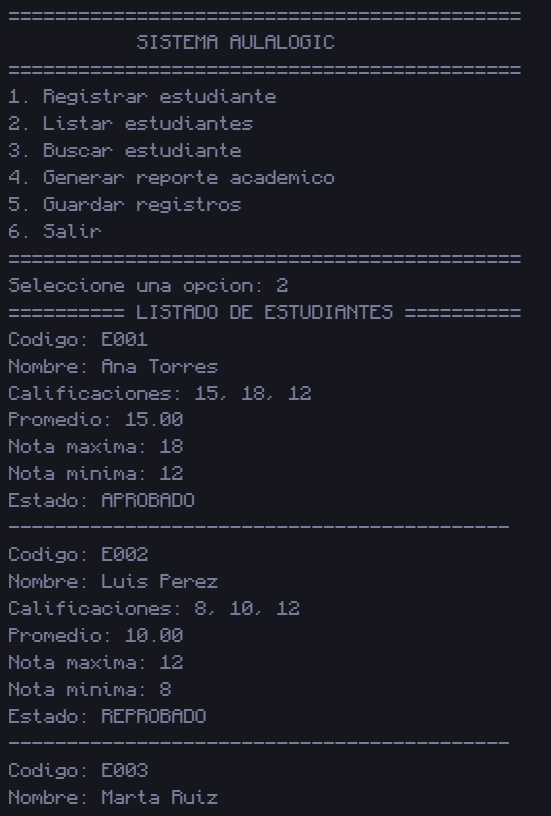 ============================================
SISTEMA AULALOGIC
============================================
1. Registrar estudiante
2. Listar estudiantes
3. Buscar estudiante
4. Generar reporte academico
5. Guardar registros
6. Salir
============================================
Seleccione una opcion: 2
========== LISTADO DE ESTUDIANTES ==========
Codigo: E001
Nombre: Ana Torres
Calificaciones: 15, 18, 12
Promedio: 15.00
Nota maxima: 18
Nota minima: 12
Estado: APROBADO
-------------------------------------------
Codigo: E002
Nombre: Luis Perez
Calificaciones: 8, 10, 12
Promedio: 10.00
Nota maxima: 12
Nota minima: 8
Estado: REPROBADO
-------------------------------------------
Codigo: E003
Nombre: Marta Ruiz